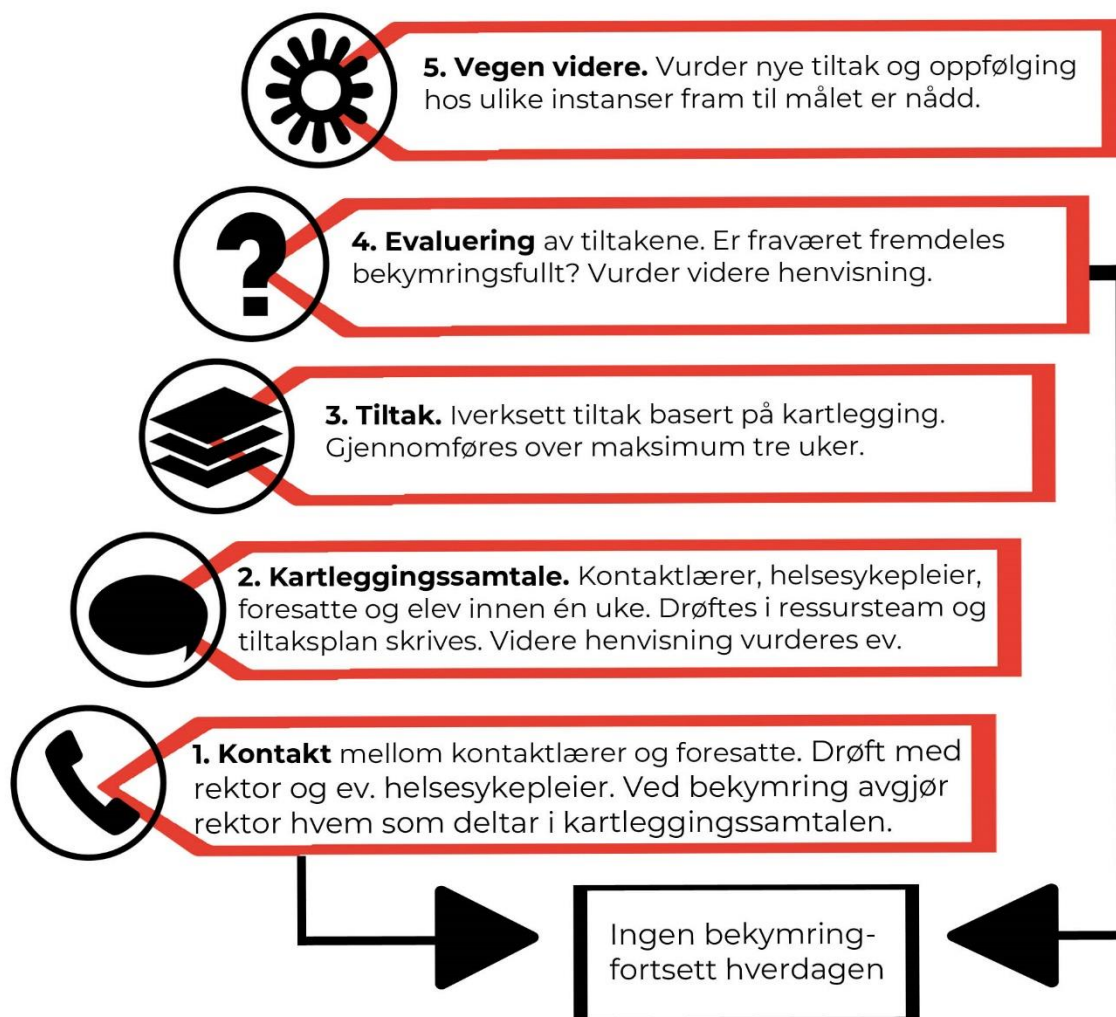 5. Vegen videre. Vurder nye tiltak og oppfølging
hos ulike instanser fram til målet er nådd.
4. Evaluering av tiltakene. Er fraværet fremdeles
bekymringsfullt? Vurder videre henvisning.
3. Tiltak. Iverksett tiltak basert på kartlegging.
Gjennomføres over maksimum tre uker.
2. Kartleggingssamtale. Kontaktlærer, helsesykepleier,
foresatte og elev innen én uke. Drøftes i ressursteam og
tiltaksplan skrives. Videre henvisning vurderes ev.
1. Kontakt mellom kontaktlærer og foresatte. Drøft med
rektor og ev. helsesykepleier. Ved bekymring avgjør
rektor hvem som deltar i kartleggingssamtalen.
Ingen bekymring-
fortsett hverdagen